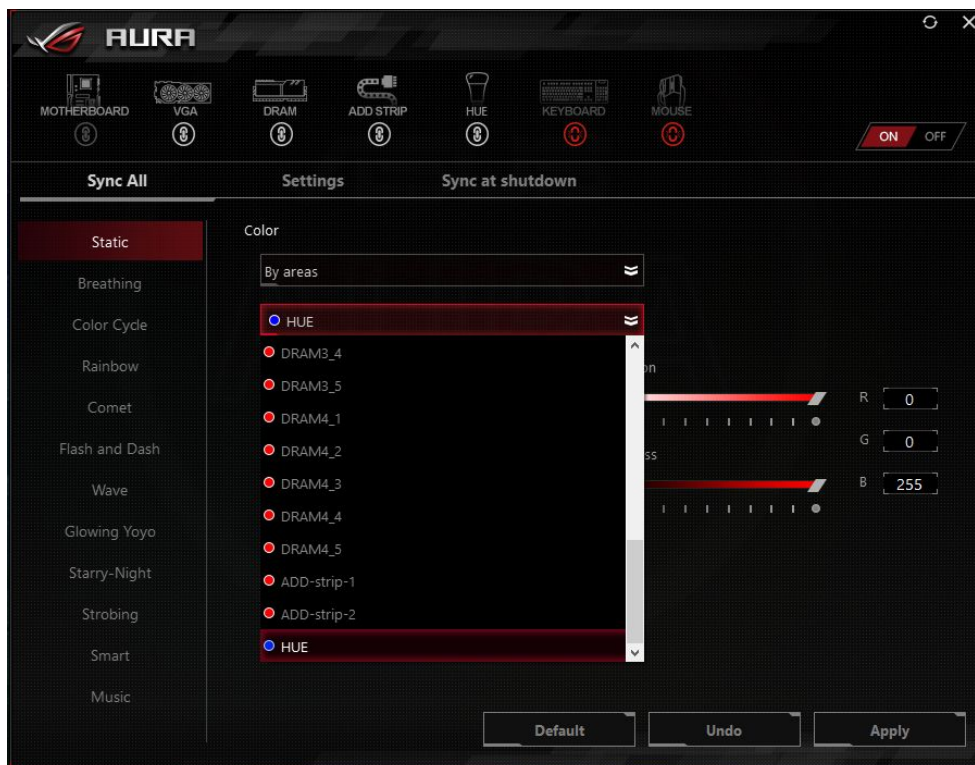 AURA
MOTHERBOARD VGA DRAM ADD STRIP HUE KEYBOARD MOUSE
ON OFF
Sync All Settings Sync at shutdown
Static
Breathing
Color Cycle
Rainbow
Comet
Flash and Dash
Wave
Glowing Yoyo
Starry-Night
Strobing
Smart
Music
Color
By areas
HUE
DRAM3_4
DRAM3_5
DRAM4_1
DRAM4_2
DRAM4_3
DRAM4_4
DRAM4_5
ADD-strip-1
ADD-strip-2
HUE
on
ss
R 0
G 0
B 255
Default Undo Apply